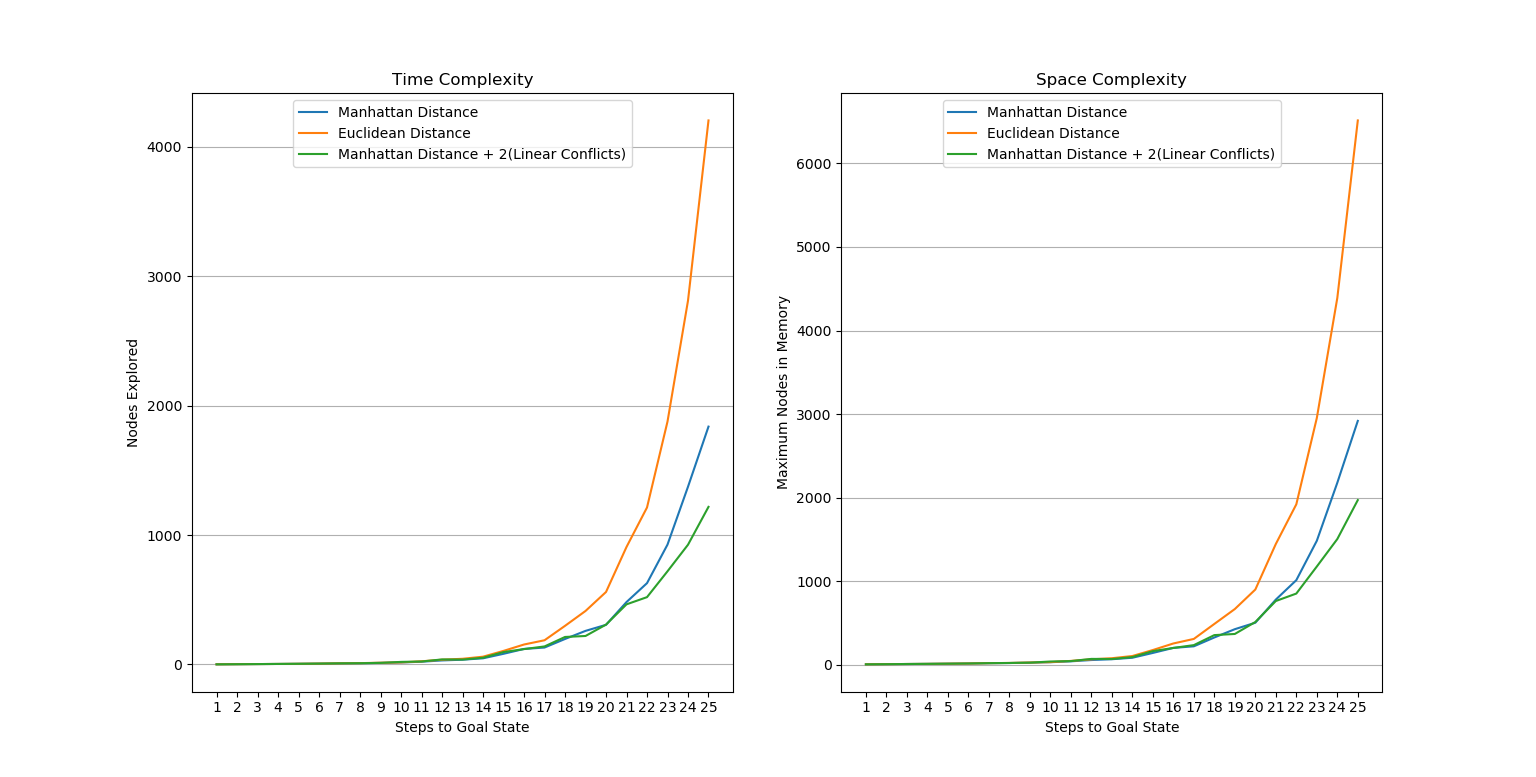 Time Complexity
Manhattan Distance
Euclidean Distance
Manhattan Distance + 2(Linear Conflicts)
4000
3000
2000
1000
0
Nodes Explored
1 2 3 4 5 6 7 8 9 10 11 12 13 14 15 16 17 18 19 20 21 22 23 24 25
Steps to Goal State
Space Complexity
Manhattan Distance
Euclidean Distance
Manhattan Distance + 2(Linear Conflicts)
6000
5000
4000
3000
2000
1000
0
Maximum Nodes in Memory
1 2 3 4 5 6 7 8 9 10 11 12 13 14 15 16 17 18 19 20 21 22 23 24 25
Steps to Goal State